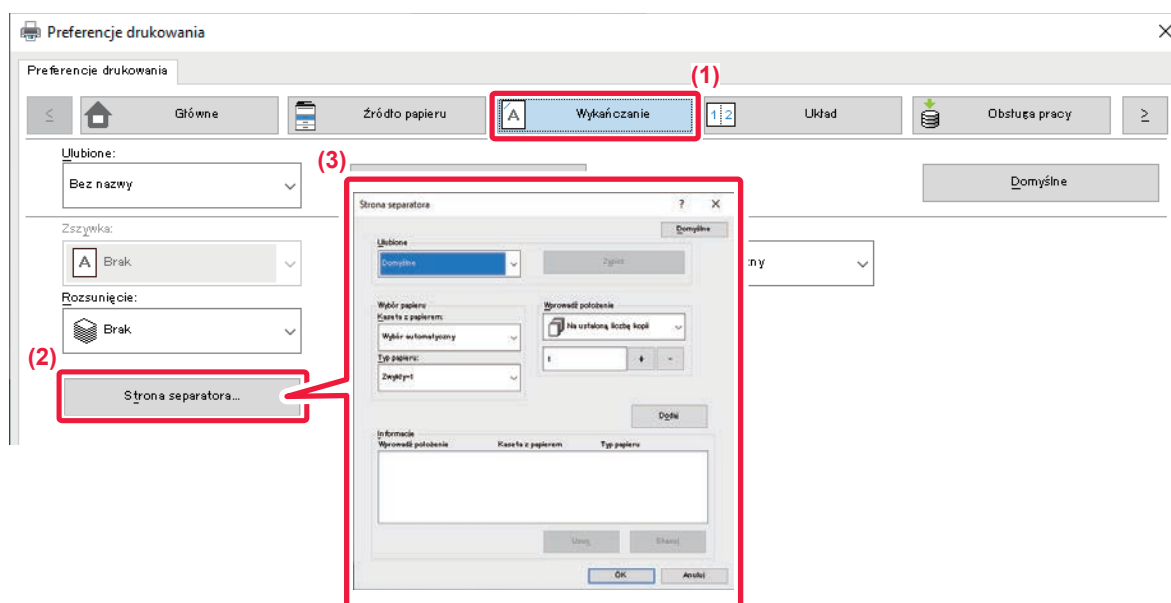 Preferencje drukowania
Preferencje drukowania
(1)
≤ Główne Źródło papieru A Wykańczanie 1 2 Układ Obsługa pracy ≥
Ulubione:
(3)
Bez nazwy
Domyślne
Strona separatora ? ×
Domyślne
Zszywka:
Ulubione
A Brak
Domyślne
Zapisz
ny
Rozsunięcie:
Wybór papieru
Wprowadź położenie
Kaseta z papierem:
Na ustaloną liczbę kopii
Brak
Wybór automatyczny
Typ papieru:
1 + -
(2)
Zwykły-1
Strona separatora...
Dodaj
Informacje
Wprowadź położenie Kaseta z papierem Typ papieru
OK Anuluj